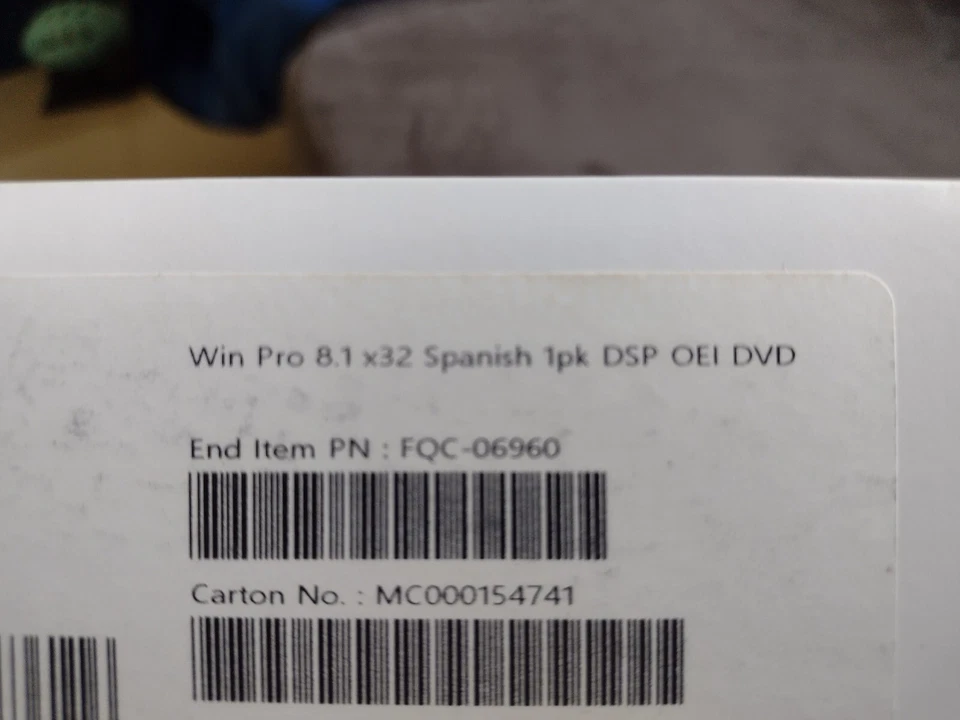 Win Pro 8.1 x32 Spanish 1pk DSP OEI DVD
End Item PN : FQC-06960
Carton No. : MC000154741